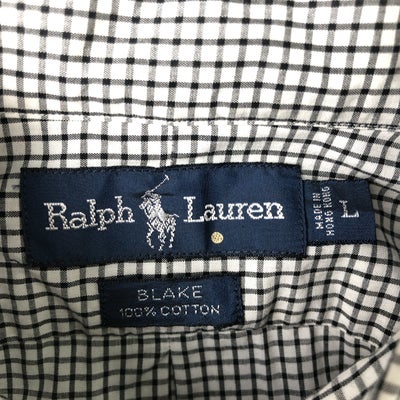 Ralph Lauren
MADE IN
HONG KONG
L
BLAKE
100% COTTON